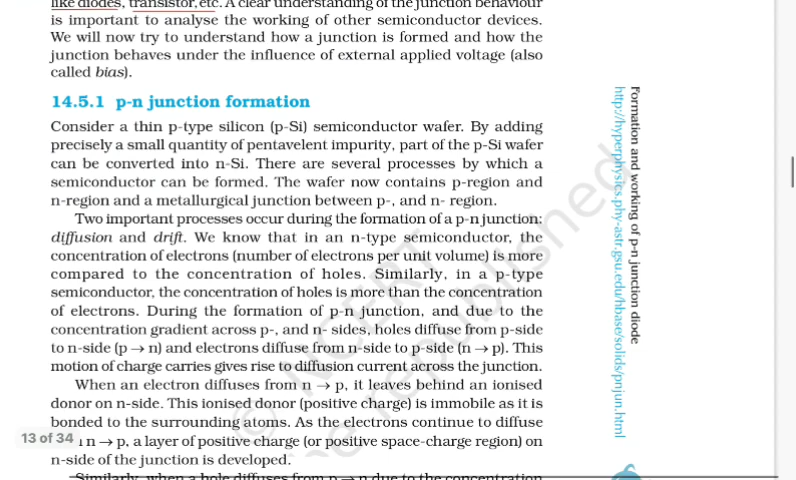 like diodes, transistor, etc. A clear understanding of the junction behaviour
is important to analyse the working of other semiconductor devices.
We will now try to understand how a junction is formed and how the
junction behaves under the influence of external applied voltage (also
called bias).
14.5.1 p-n junction formation
Consider a thin p-type silicon (p-Si) semiconductor wafer. By adding
precisely a small quantity of pentavelent impurity, part of the p-Si wafer
can be converted into n-Si. There are several processes by which a
semiconductor can be formed. The wafer now contains p-region and
n-region and a metallurgical junction between p-, and n- region.
Two important processes occur during the formation of a p-n junction:
diffusion and drift. We know that in an n-type semiconductor, the
concentration of electrons (number of electrons per unit volume) is more
compared to the concentration of holes. Similarly, in a p-type
semiconductor, the concentration of holes is more than the concentration
of electrons. During the formation of p-n junction, and due to the
concentration gradient across p-, and n- sides, holes diffuse from p-side
to n-side (p → n) and electrons diffuse from n-side to p-side (n → p). This
motion of charge carries gives rise to diffusion current across the junction.
When an electron diffuses from n → p, it leaves behind an ionised
donor on n-side. This ionised donor (positive charge) is immobile as it is
bonded to the surrounding atoms. As the electrons continue to diffuse
n → p, a layer of positive charge (or positive space-charge region) on
n-side of the junction is developed.
Similarly, when a hole diffuses from p → n due to the concentration
13 of 34
Formation and working of p-n junction diode
http://hyperphysics.phy-astr.gsu.edu/hbase/solids/pnjun.html
© NCERT
be republished